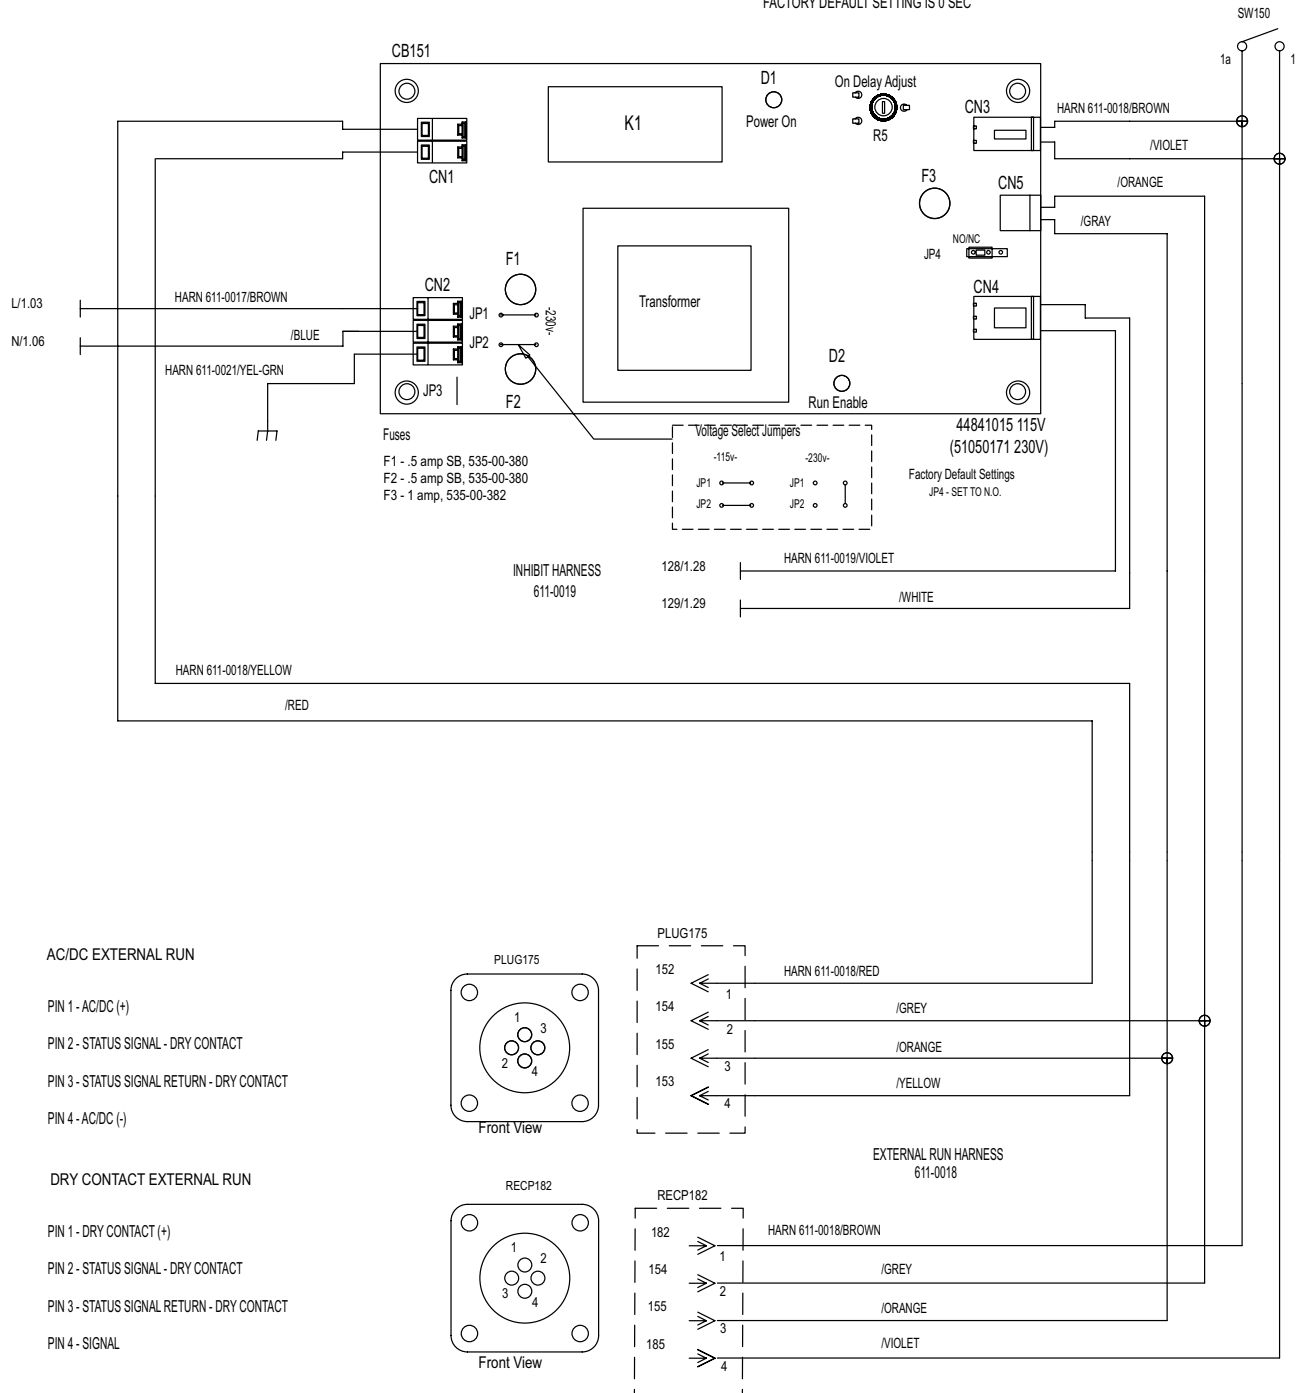 FACTORY DEFAULT SETTING IS 0 SEC
SW150
1a
1
CB151
D1
Power On
On Delay Adjust
R5
K1
CN3
HARN 611-0018/BROWN
/VIOLET
CN1
F3
CN5
/ORANGE
/GRAY
NO/NC
JP4
F1
CN2
Transformer
CN4
L/1.03
HARN 611-0017/BROWN
JP1
-230v-
N/1.06
/BLUE
JP2
HARN 611-0021/YEL-GRN
D2
JP3
F2
Run Enable
Fuses
F1 - .5 amp SB, 535-00-380
F2 - .5 amp SB, 535-00-380
F3 - 1 amp, 535-00-382
Voltage Select Jumpers
-115v-
-230v-
JP1
JP1
JP2
JP2
44841015 115V
(51050171 230V)
Factory Default Settings
JP4 - SET TO N.O.
INHIBIT HARNESS
611-0019
128/1.28
HARN 611-0019/VIOLET
129/1.29
/WHITE
HARN 611-0018/YELLOW
/RED
AC/DC EXTERNAL RUN
PIN 1 - AC/DC (+)
PIN 2 - STATUS SIGNAL - DRY CONTACT
PIN 3 - STATUS SIGNAL RETURN - DRY CONTACT
PIN 4 - AC/DC (-)
PLUG175
1
3
2
4
Front View
PLUG175
152
1
HARN 611-0018/RED
154
2
/GREY
155
3
/ORANGE
153
4
/YELLOW
EXTERNAL RUN HARNESS
611-0018
DRY CONTACT EXTERNAL RUN
PIN 1 - DRY CONTACT (+)
PIN 2 - STATUS SIGNAL - DRY CONTACT
PIN 3 - STATUS SIGNAL RETURN - DRY CONTACT
PIN 4 - SIGNAL
RECP182
1
2
3
4
Front View
RECP182
182
1
HARN 611-0018/BROWN
154
2
/GREY
155
3
/ORANGE
185
4
/VIOLET